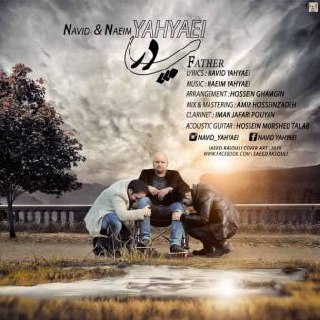 NAVID & NAEIM YAHYAEI
پدر
FATHER
LYRICS : NAVID YAHYAEI
MUSIC : NAEIM YAHYAEI
ARRANGEMENT : HOSSEIN GHAMGIN
MIX & MASTERING : AMIR HOSSEINZADEH
CLARINET : IMAN JAFARI POUYAN
ACOUSTIC GUITAR : HOSSEIN MORSHED TALAB
NAVID_YAHYAEI NAVID YAHYAEI
SAEED RASOULI COVER ART
WWW.FACEBOOK.COM\SAEED RASOULI